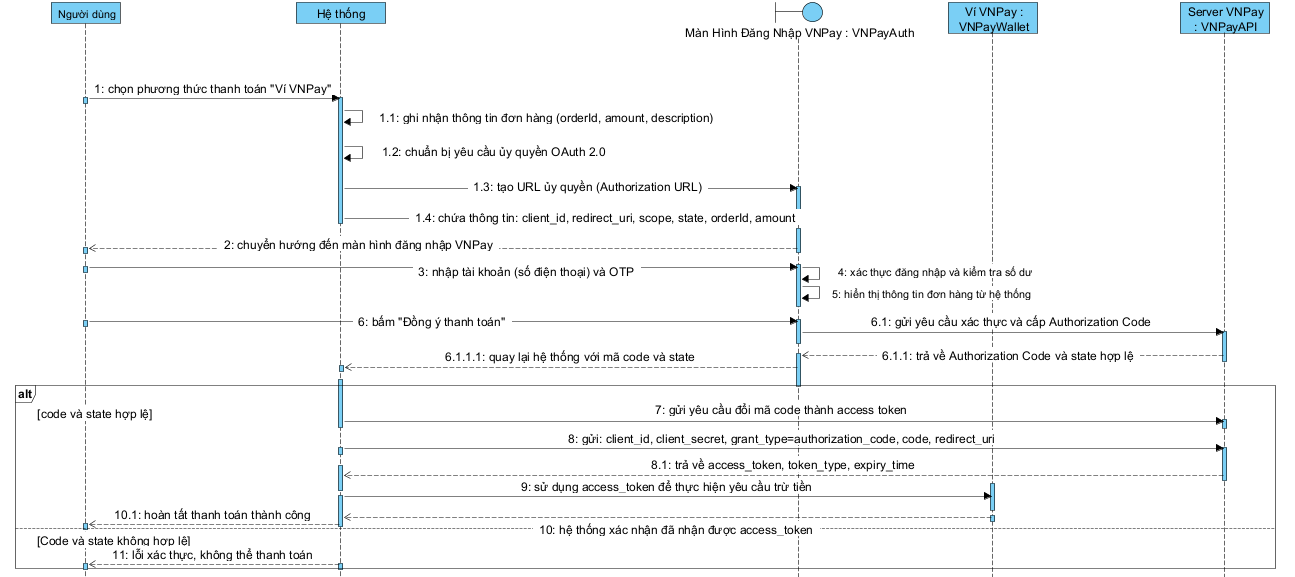 Người dùng
Hệ thống
Màn Hình Đăng Nhập VNPay : VNPayAuth
Ví VNPay :
VNPayWallet
Server VNPay
: VNPayAPI
1: chọn phương thức thanh toán "Ví VNPay"
1.1: ghi nhận thông tin đơn hàng (orderId, amount, description)
1.2: chuẩn bị yêu cầu ủy quyền OAuth 2.0
1.3: tạo URL ủy quyền (Authorization URL)
1.4: chứa thông tin: client_id, redirect_uri, scope, state, orderId, amount
2: chuyển hướng đến màn hình đăng nhập VNPay
3: nhập tài khoản (số điện thoại) và OTP
4: xác thực đăng nhập và kiểm tra số dư
5: hiển thị thông tin đơn hàng từ hệ thống
6: bấm "Đồng ý thanh toán"
6.1: gửi yêu cầu xác thực và cấp Authorization Code
6.1.1: trả về Authorization Code và state hợp lệ
6.1.1.1: quay lại hệ thống với mã code và state
alt
[code và state hợp lệ]
7: gửi yêu cầu đổi mã code thành access token
8: gửi: client_id, client_secret, grant_type=authorization_code, code, redirect_uri
8.1: trả về access_token, token_type, expiry_time
9: sử dụng access_token để thực hiện yêu cầu trừ tiền
10.1: hoàn tất thanh toán thành công
10: hệ thống xác nhận đã nhận được access_token
[Code và state không hợp lệ]
11: lỗi xác thực, không thể thanh toán